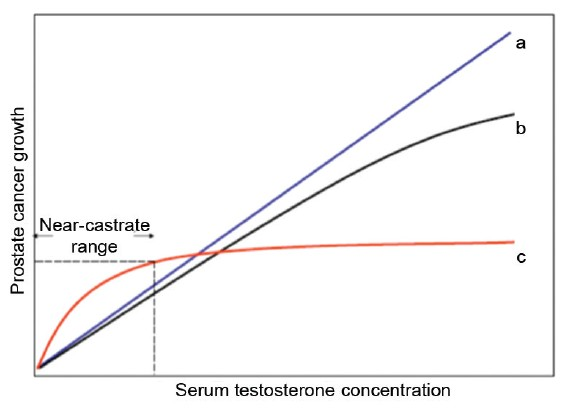 a
b
Near-castrate
range
c
Prostate cancer growth
Serum testosterone concentration